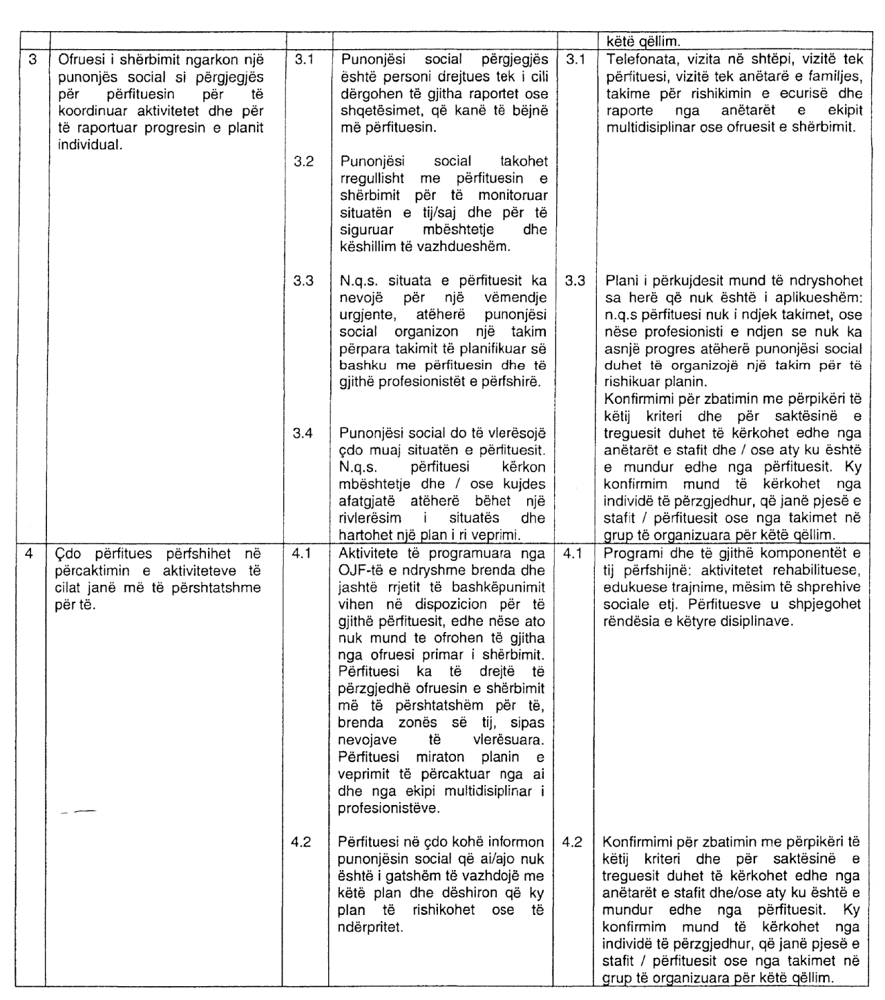 këtë qëllim.
3
Ofruesi i shërbimit ngarkon një
punonjës social si përgjegjës
për përfituesin për të
koordinuar aktivitetet dhe për
të raportuar progresin e planit
individual.
3.1
Punonjësi social përgjegjës
është personi drejtues tek i cili
dërgohen të gjitha raportet ose
shqetësimet, që kanë të bëjnë
më përfituesin.
3.1
Telefonata, vizita në shtëpi, vizitë tek
përfituesi, vizitë tek anëtarë e familjes,
takime për rishikimin e ecurisë dhe
raporte nga anëtarët e ekipit
multidisiplinar ose ofruesit e shërbimit.
3.2
Punonjësi social takohet
rregullisht me përfituesin e
shërbimit për të monitoruar
situatën e tij/saj dhe për të
siguruar mbështetje dhe
këshillim të vazhdueshëm.
3.3
N.q.s. situata e përfituesit ka
nevojë për një vëmendje
urgjente, atëherë punonjësi
social organizon një takim
përpara takimit të planifikuar së
bashku me përfituesin dhe të
gjithë profesionistët e përfshirë.
3.3
Plani i përkujdesit mund të ndryshohet
sa herë që nuk është i aplikueshëm:
n.q.s përfituesi nuk i ndjek takimet, ose
nëse profesionisti e ndjen se nuk ka
asnjë progres atëherë punonjësi social
duhet të organizojë një takim për të
rishikuar planin.
Konfirmimi për zbatimin me përpikëri të
këtij kriteri dhe për saktësinë e
treguesit duhet të kërkohet edhe nga
anëtarët e stafit dhe / ose aty ku është
e mundur edhe nga përfituesit. Ky
konfirmim mund të kërkohet nga
individë të përzgjedhur, që janë pjesë e
stafit / përfituesit ose nga takimet në
grup të organizuara për këtë qëllim.
3.4
Punonjësi social do të vlerësojë
çdo muaj situatën e përfituesit.
N.q.s. përfituesi kërkon
mbështetje dhe / ose kujdes
afatgjatë atëherë bëhet një
rivlerësim i situatës dhe
hartohet një plan i ri veprimi.
4
Çdo përfitues përfshihet në
përcaktimin e aktiviteteve të
cilat janë më të përshtatshme
për të.
4.1
Aktivitete të programuara nga
OJF-të e ndryshme brenda dhe
jashtë rrjetit të bashkëpunimit
vihen në dispozicion për të
gjithë përfituesit, edhe nëse ato
nuk mund te ofrohen të gjitha
nga ofruesi primar i shërbimit.
Përfituesi ka të drejtë të
përzgjedhë ofruesin e shërbimit
më të përshtatshëm për të,
brenda zonës së tij, sipas
nevojave të vlerësuara.
Përfituesi miraton planin e
veprimit të përcaktuar nga ai
dhe nga ekipi multidisiplinar i
profesionistëve.
4.1
Programi dhe të gjithë komponentët e
tij përfshijnë: aktivitetet rehabilituese,
edukuese trajnime, mësim të shprehive
sociale etj. Përfituesve u shpjegohet
rëndësia e këtyre disiplinave.
4.2
Përfituesi në çdo kohë informon
punonjësin social që ai/ajo nuk
është i gatshëm të vazhdojë me
këtë plan dhe dëshiron që ky
plan të rishikohet ose të
ndërpritet.
4.2
Konfirmimi për zbatimin me përpikëri të
këtij kriteri dhe për saktësinë e
treguesit duhet të kërkohet edhe nga
anëtarët e stafit dhe/ose aty ku është e
mundur edhe nga përfituesit. Ky
konfirmim mund të kërkohet nga
individë të përzgjedhur, që janë pjesë e
stafit / përfituesit ose nga takimet në
grup të organizuara për këtë qëllim.